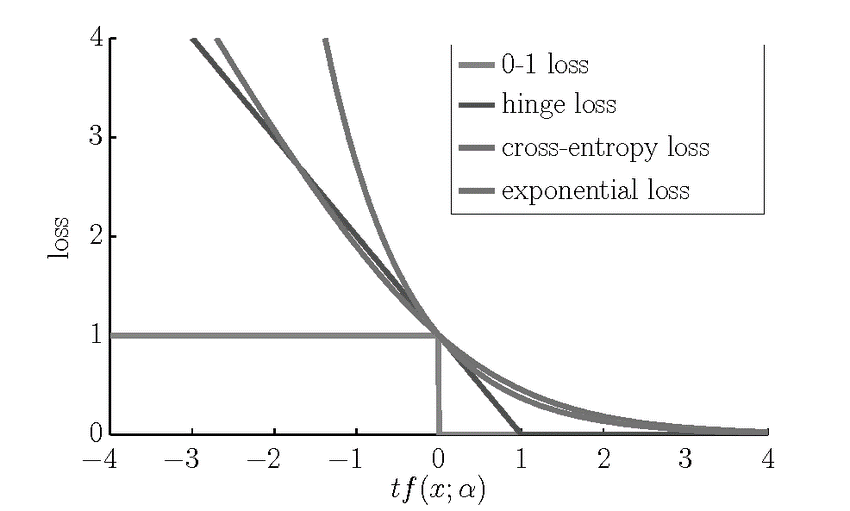 4
3
2
1
0
loss
0-1 loss
hinge loss
cross-entropy loss
exponential loss
−4 −3 −2 −1 0 1 2 3 4
tf(x; α)